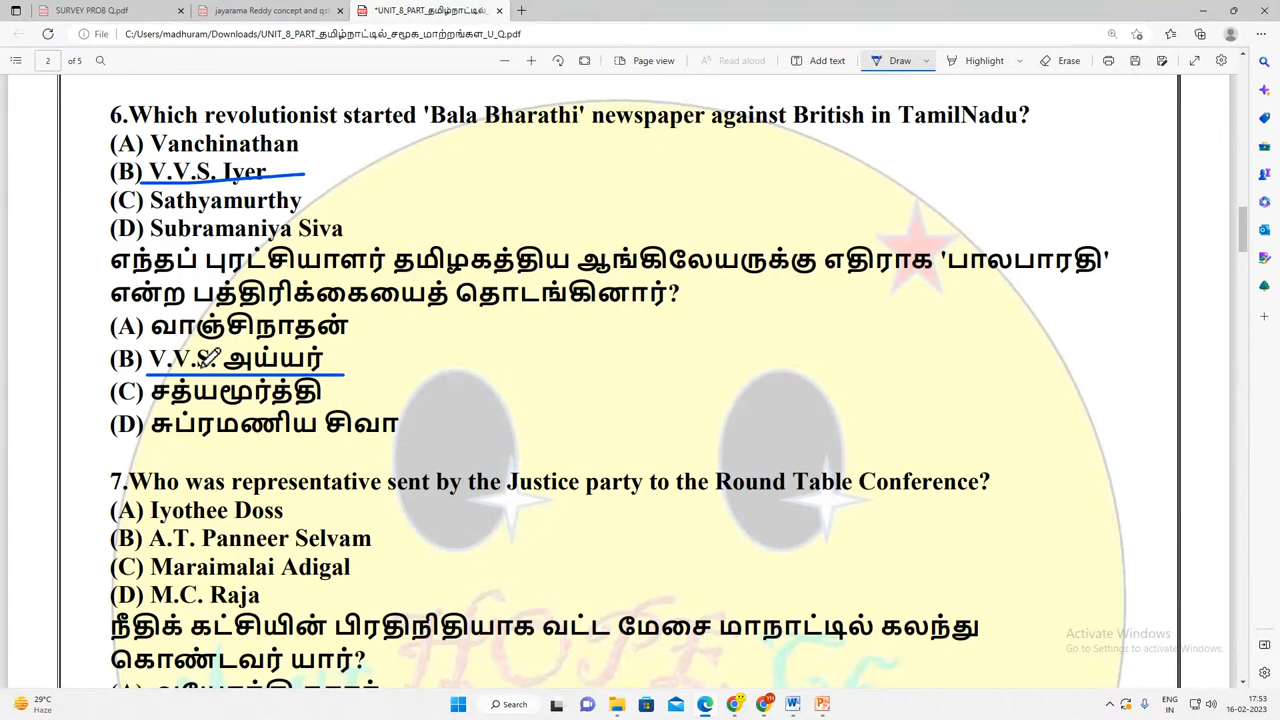 SURVEY PROB Q.pdf
jayarama Reddy concept and qst
*UNIT_8_PART_தமிழ்நாட்டில்_
File
C:/Users/madhuram/Downloads/UNIT_8_PART_தமிழ்நாட்டில்_சமூக_மாற்றங்கள_U_Q.pdf
2 of 5
Page view
Read aloud
Add text
Draw
Highlight
Erase
6.Which revolutionist started 'Bala Bharathi' newspaper against British in TamilNadu?
(A) Vanchinathan
(B) V.V.S. Iyer
(C) Sathyamurthy
(D) Subramaniya Siva
எந்தப் புரட்சியாளர் தமிழகத்திய ஆங்கிலேயருக்கு எதிராக 'பாலபாரதி'
என்ற பத்திரிக்கையைத் தொடங்கினார்?
(A) வாஞ்சிநாதன்
(B) V.V.S. அய்யர்
(C) சத்யமூர்த்தி
(D) சுப்ரமணிய சிவா
7.Who was representative sent by the Justice party to the Round Table Conference?
(A) Iyothee Doss
(B) A.T. Panneer Selvam
(C) Maraimalai Adigal
(D) M.C. Raja
நீதிக் கட்சியின் பிரதிநிதியாக வட்ட மேசை மாநாட்டில் கலந்து
கொண்டவர் யார்?
Activate Windows
Go to Settings to activate Windows.
29°C
Haze
Search
ENG
IN
17:53
16-02-2023